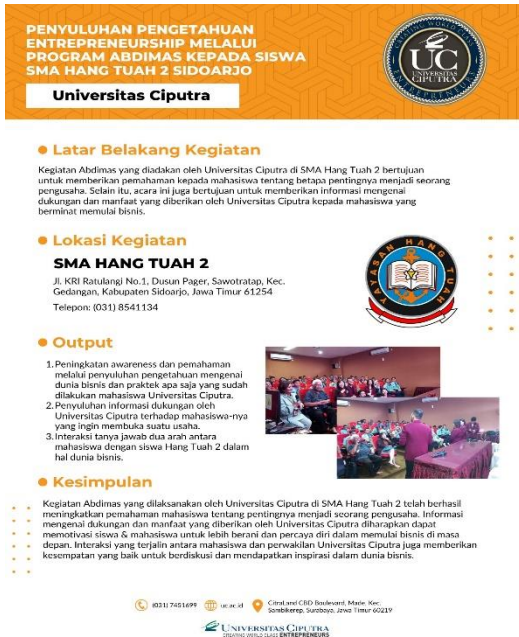 PENYULUHAN PENGETAHUAN
ENTREPRENEURSHIP MELALUI
PROGRAM ABDIMAS KEPADA SISWA
SMA HANG TUAH 2 SIDOARJO
Universitas Ciputra
CREATING WORLD CLASS
UC
UNIVERSITAS
CIPUTRA
ENTREPRENEURS
Latar Belakang Kegiatan
Kegiatan Abdimas yang diadakan oleh Universitas Ciputra di SMA Hang Tuah 2 bertujuan
untuk memberikan pemahaman kepada mahasiswa tentang betapa pentingnya menjadi seorang
pengusaha. Selain itu, acara ini juga bertujuan untuk memberikan informasi mengenai
dukungan dan manfaat yang diberikan oleh Universitas Ciputra kepada mahasiswa yang
berminat memulai bisnis.
Lokasi Kegiatan
SMA HANG TUAH 2
Jl. KRI Ratulangi No.1, Dusun Pager, Sawotratap, Kec.
Gedangan, Kabupaten Sidoarjo, Jawa Timur 61254
Telepon: (031) 8541134
YAYASAN HANG TUAH
Output
1. Peningkatan awareness dan pemahaman
melalui penyuluhan pengetahuan mengenai
dunia bisnis dan praktek apa saja yang sudah
dilakukan mahasiswa Universitas Ciputra.
2. Penyuluhan informasi dukungan oleh
Universitas Ciputra terhadap mahasiswa-nya
yang ingin membuka suatu usaha.
3. Interaksi tanya jawab dua arah antara
mahasiswa dengan siswa Hang Tuah 2 dalam
hal dunia bisnis.
Kesimpulan
Kegiatan Abdimas yang dilaksanakan oleh Universitas Ciputra di SMA Hang Tuah 2 telah berhasil
meningkatkan pemahaman mahasiswa tentang pentingnya menjadi seorang pengusaha. Informasi
mengenai dukungan dan manfaat yang diberikan oleh Universitas Ciputra diharapkan dapat
memotivasi siswa & mahasiswa untuk lebih berani dan percaya diri dalam memulai bisnis di masa
depan. Interaksi yang terjalin antara mahasiswa dan perwakilan Universitas Ciputra juga memberikan
kesempatan yang baik untuk berdiskusi dan mendapatkan inspirasi dalam dunia bisnis.
(031) 7451699
uc.ac.id
CitraLand CBD Boulevard, Made, Kec.
Sambikerep, Surabaya, Jawa Timur 60219
UNIVERSITAS CIPUTRA
CREATING WORLD CLASS ENTREPRENEURS